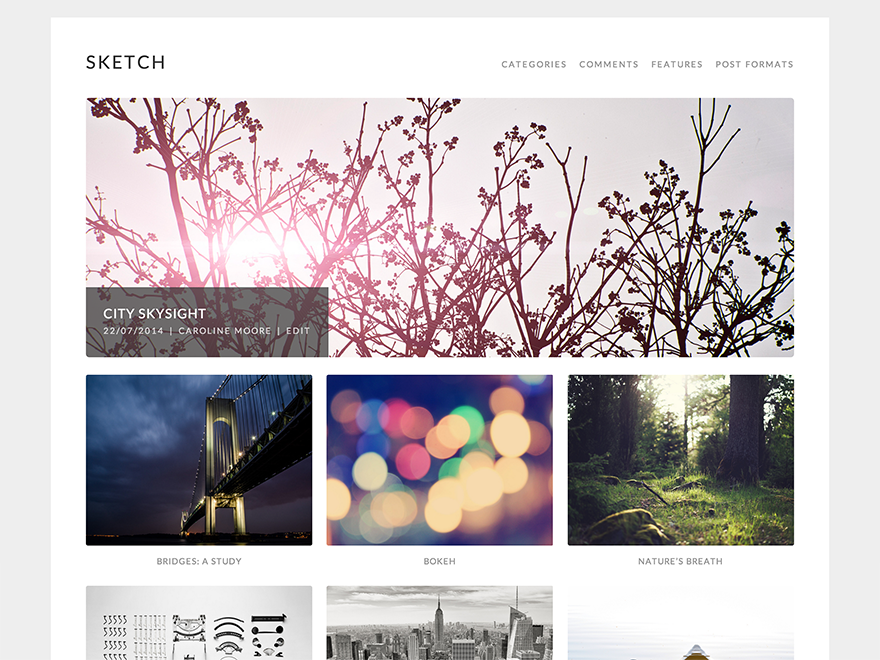 SKETCH
CATEGORIES COMMENTS FEATURES POST FORMATS
CITY SKYSIGHT
22/07/2014 | CAROLINE MOORE | EDIT
BRIDGES: A STUDY
BOKEH
NATURE'S BREATH